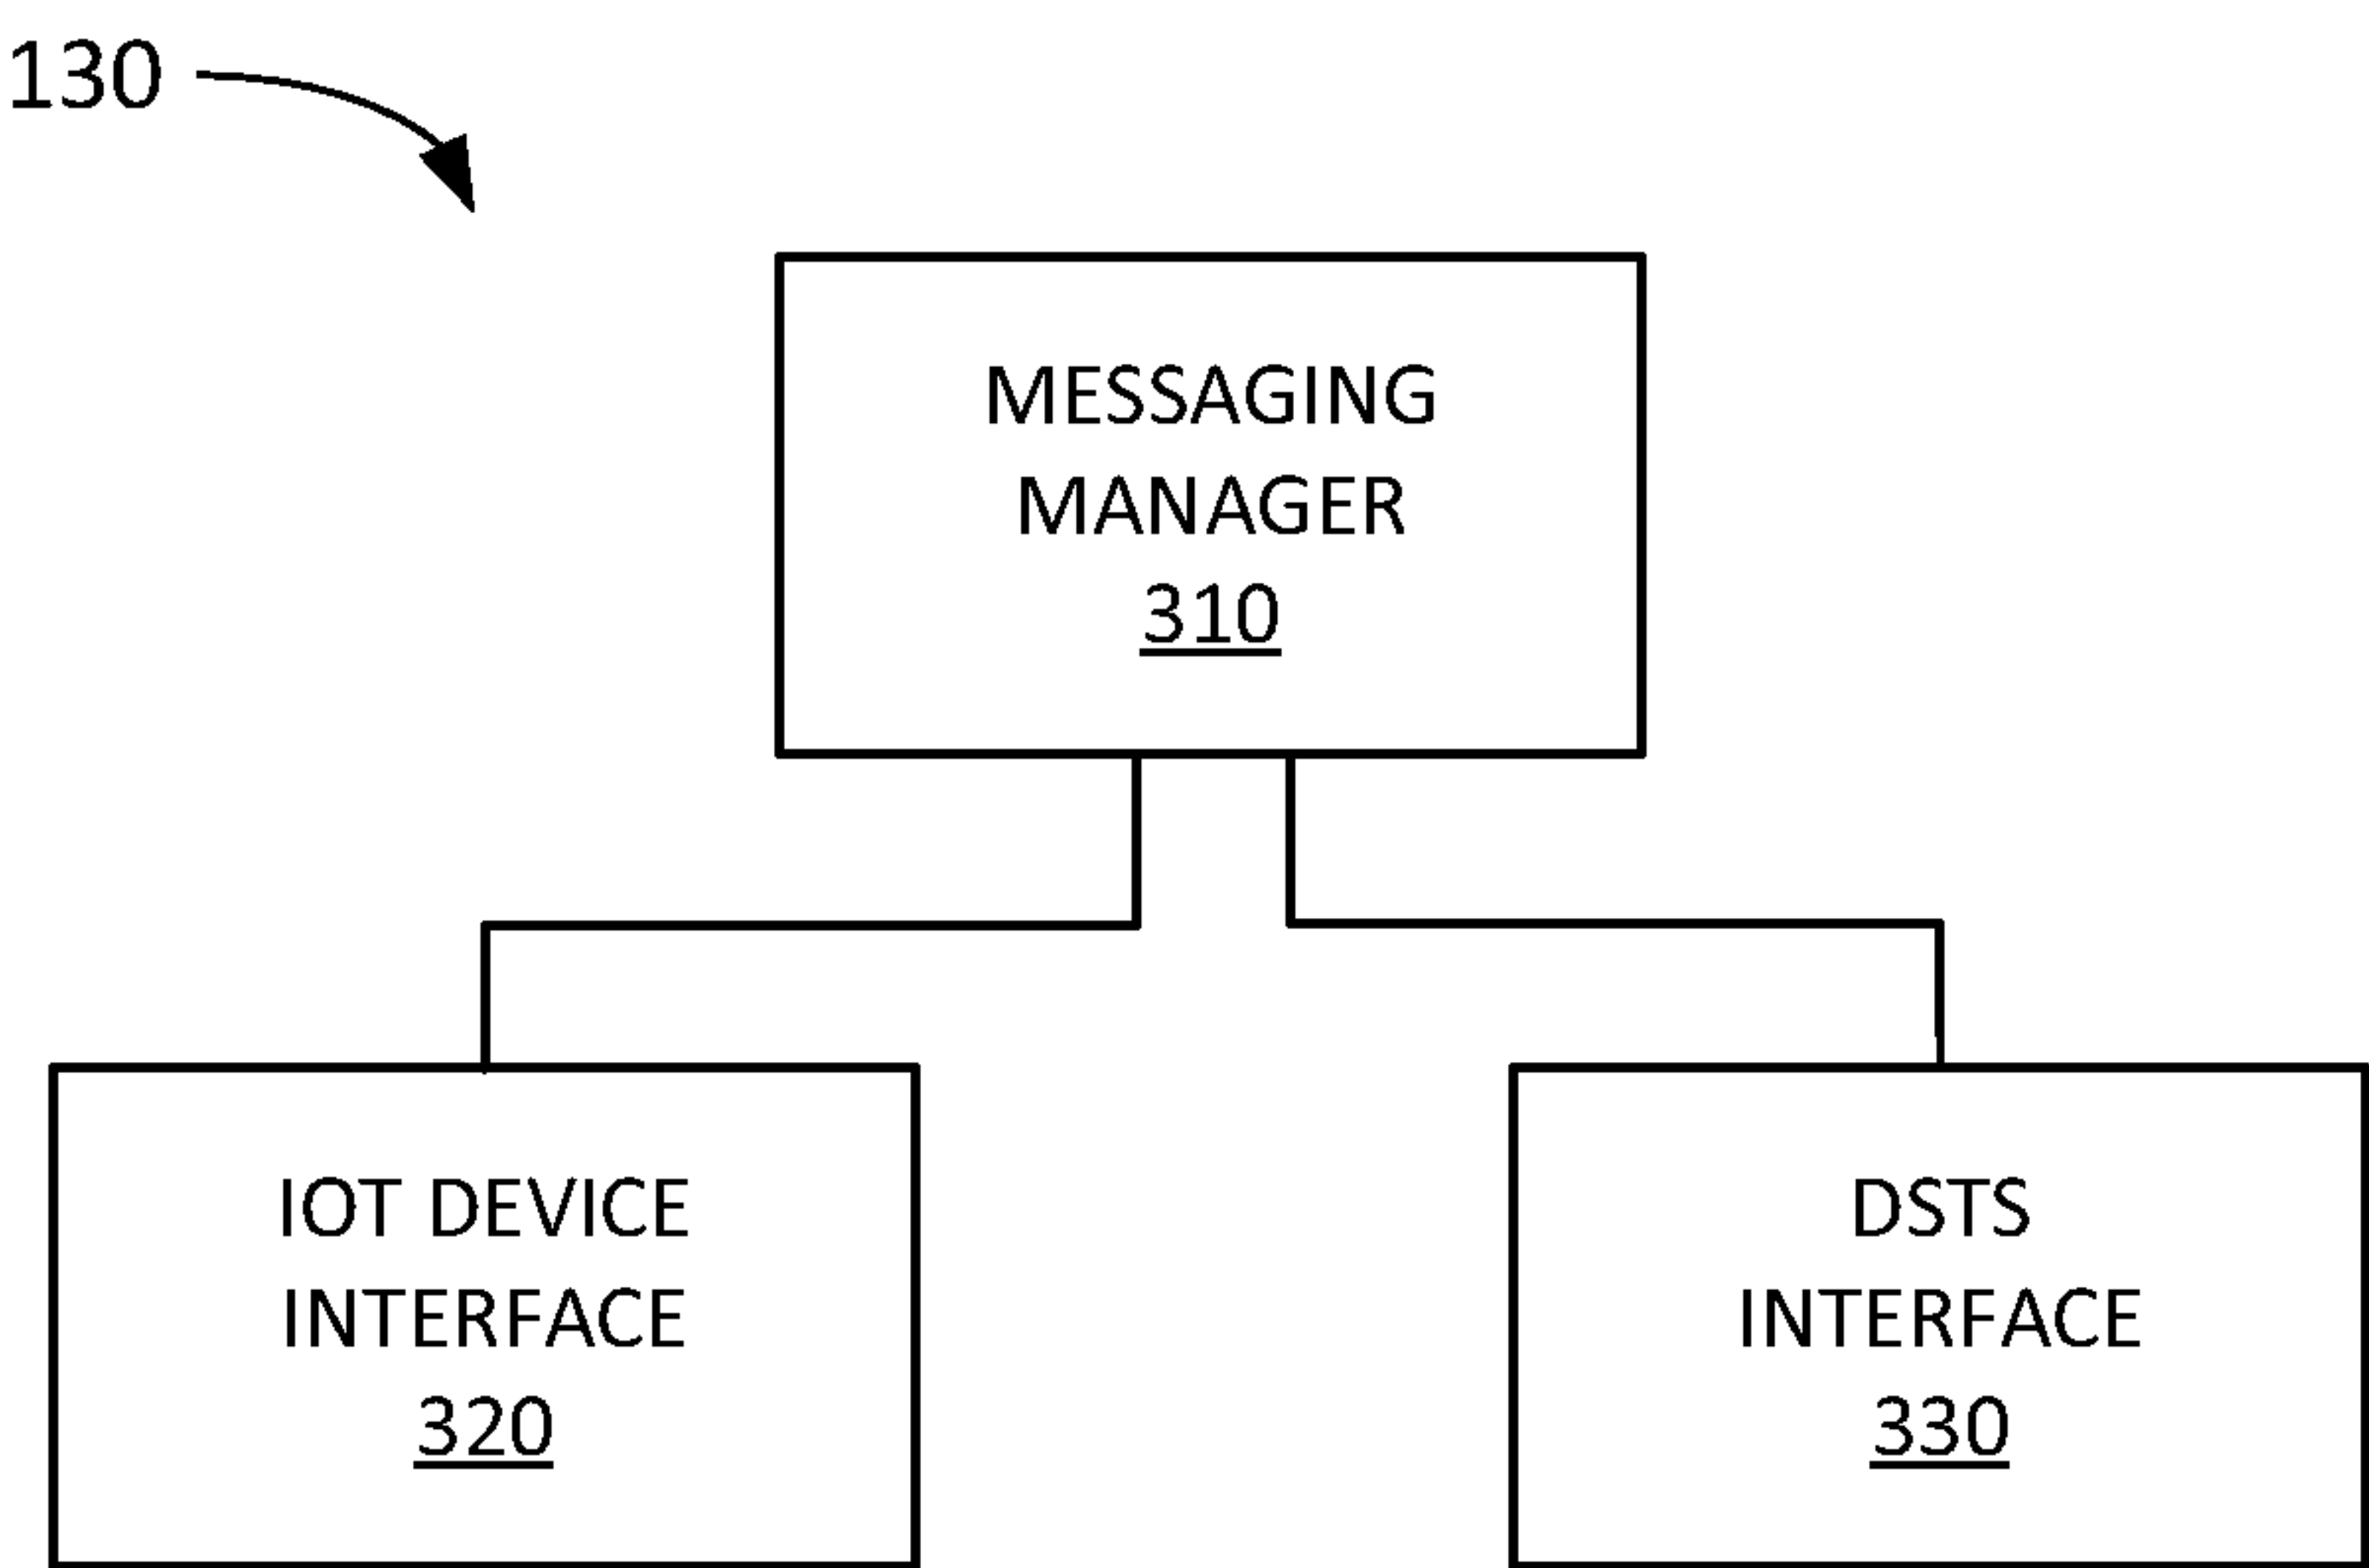 130
MESSAGING
MANAGER
310
IOT DEVICE
INTERFACE
320
DSTS
INTERFACE
330